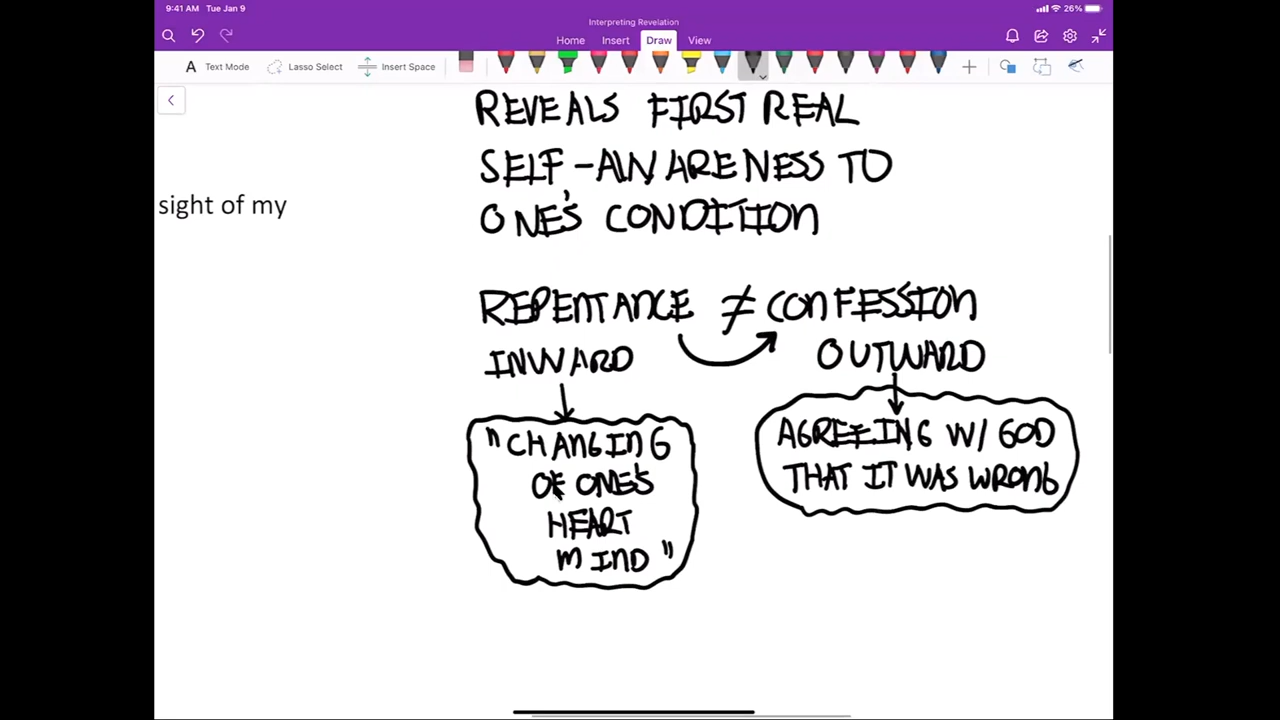 9:41 AM Tue Jan 9
26%
Interpreting Revelation
Home Insert Draw View
A Text Mode Lasso Select Insert Space
sight of my
REVEALS FIRST REAL
SELF-AWARENESS TO
ONE'S CONDITION
REPENTANCE ≠ CONFESSION
INWARD OUTWARD
"CHANGING
OF ONE'S
HEART
MIND"
AGREEING W/ GOD
THAT IT WAS WRONG